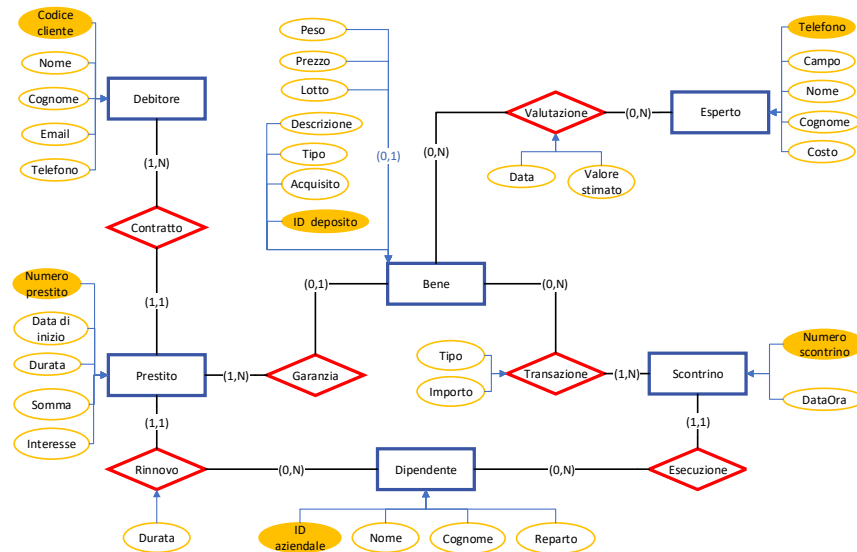 Codice
cliente
Nome
Cognome
Email
Telefono
Debitore
(1,N)
Contratto
(1,1)
Peso
Prezzo
Lotto
Descrizione
Tipo
Acquisito
ID deposito
(0,1)
Bene
(0,N)
Valutazione
(0,N)
Data
Valore
stimato
Esperto
Telefono
Campo
Nome
Cognome
Costo
Numero
prestito
Data di
inizio
Durata
Somma
Interesse
Prestito
(1,N)
Garanzia
(0,1)
(0,N)
Tipo
Importo
Transazione
(1,N)
Scontrino
Numero
scontrino
DataOra
(1,1)
Rinnovo
(0,N)
Dipendente
(0,N)
Esecuzione
(1,1)
Durata
ID
aziendale
Nome
Cognome
Reparto